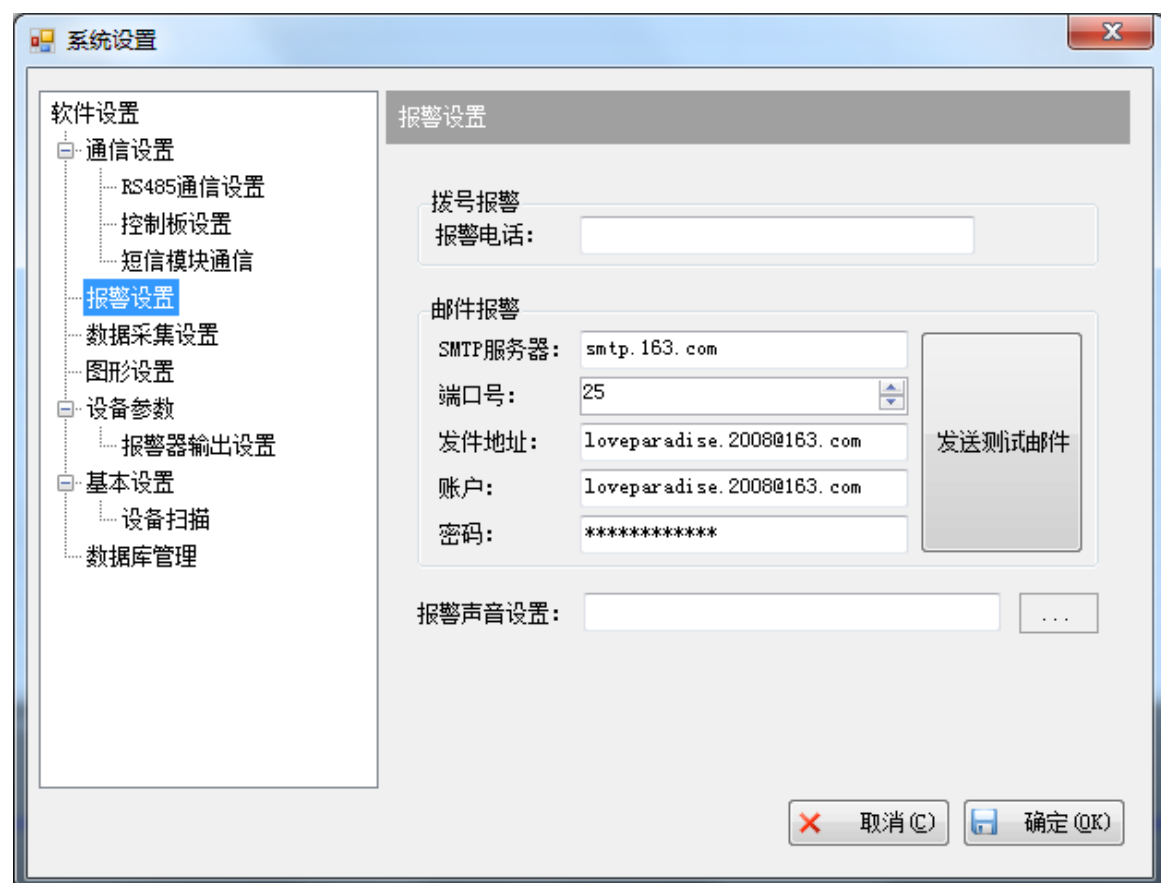 系统设置
软件设置
通信设置
RS485通信设置
控制板设置
短信模块通信
报警设置
数据采集设置
图形设置
设备参数
报警器输出设置
基本设置
设备扫描
数据库管理
报警设置
拨号报警
报警电话：
邮件报警
SMTP服务器： smtp.163.com
端口号： 25
发件地址： loveparadise.2008@163.com
账户： loveparadise.2008@163.com
密码： ************
发送测试邮件
报警声音设置： ...
取消(C) 确定(OK)